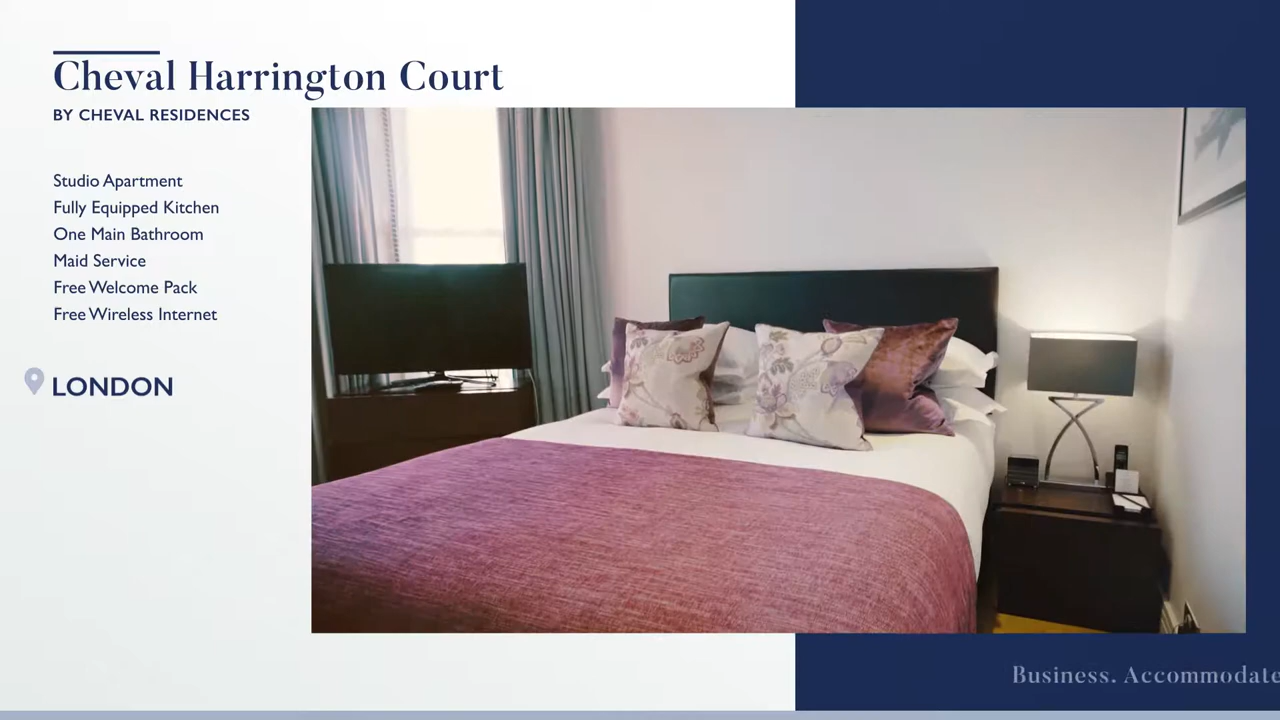 Cheval Harrington Court
BY CHEVAL RESIDENCES
Studio Apartment
Fully Equipped Kitchen
One Main Bathroom
Maid Service
Free Welcome Pack
Free Wireless Internet
LONDON
Business. Accommodate